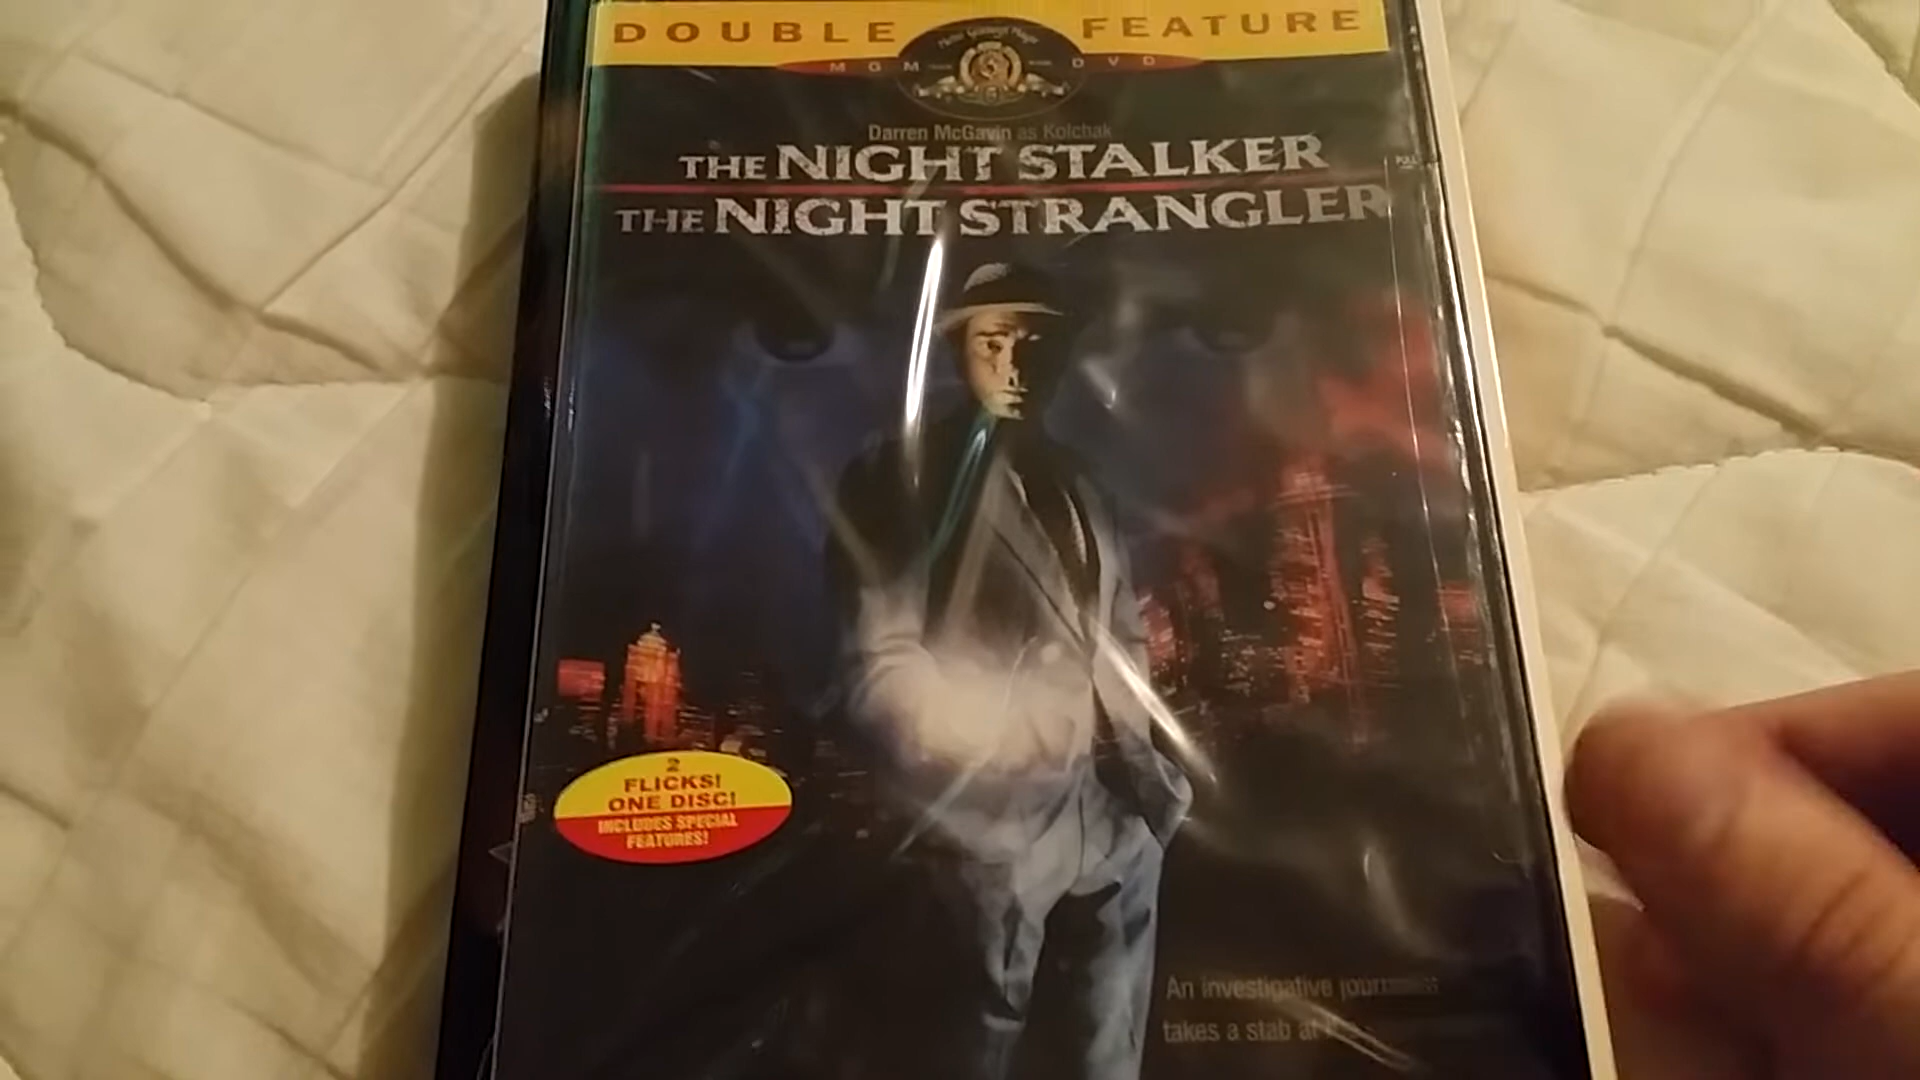 DOUBLE FEATURE
MGM DVD
Darren McGavin as Kolchak
THE NIGHT STALKER
THE NIGHT STRANGLER
2
FLICKS!
ONE DISC!
INCLUDES SPECIAL
FEATURES!
An investigative journalist
takes a stab at